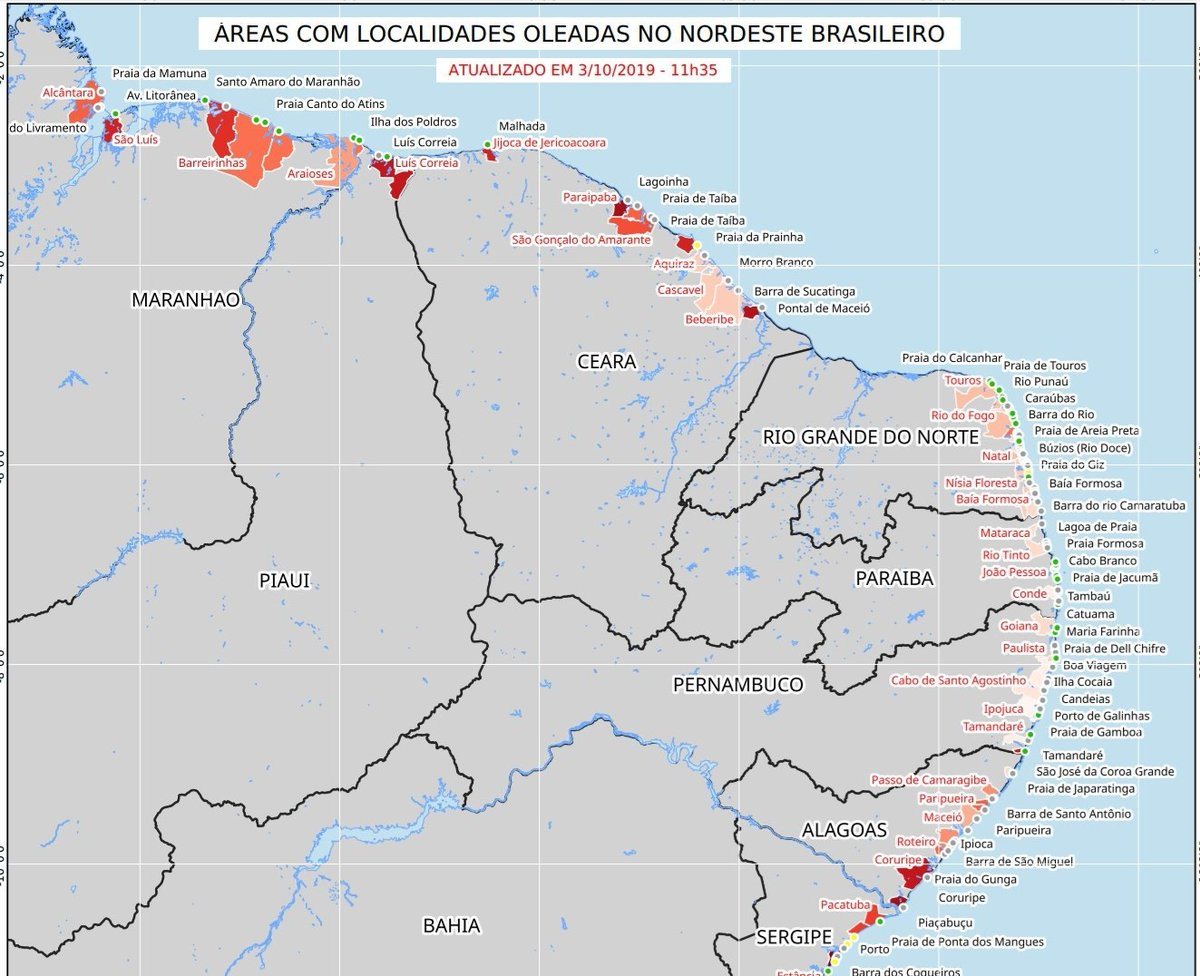 ÁREAS COM LOCALIDADES OLEADAS NO NORDESTE BRASILEIRO
ATUALIZADO EM 3/10/2019 - 11h35
Praia da Mamuna
Santo Amaro do Maranhão
Alcântara
Av. Litorânea
Praia Canto do Atins
do Livramento
São Luís
Ilha dos Poldros
Malhada
Luís Correia
Jijoca de Jericoacoara
Barreirinhas
Luís Correia
Araioses
Lagoinha
Paraipaba
Praia de Taíba
Praia de Taíba
São Gonçalo do Amarante
Praia da Prainha
Aquiraz
Morro Branco
Cascavel
Barra de Sucatinga
MARANHAO
Pontal de Maceió
Beberibe
CEARA
Praia do Calcanhar
Praia de Touros
Touros
Rio Punaú
Caraúbas
Rio do Fogo
Barra do Rio
Praia de Areia Preta
RIO GRANDE DO NORTE
Búzios (Rio Doce)
Natal
Praia do Giz
Nísia Floresta
Baía Formosa
Baía Formosa
Barra do rio Camaratuba
Lagoa de Praia
Mataraca
Praia Formosa
Rio Tinto
Cabo Branco
João Pessoa
Praia de Jacumã
PIAUI
PARAIBA
Conde
Tambaú
Catuama
Goiana
Maria Farinha
Paulista
Praia de Dell Chifre
Boa Viagem
Cabo de Santo Agostinho
Ilha Cocaia
PERNAMBUCO
Candeias
Ipojuca
Porto de Galinhas
Tamandaré
Praia de Gamboa
Tamandaré
São José da Coroa Grande
Passo de Camaragibe
Praia de Japaratinga
Paripueira
Maceió
Barra de Santo Antônio
ALAGOAS
Paripueira
Roteiro
Ipioca
Coruripe
Barra de São Miguel
Praia do Gunga
Coruripe
Pacatuba
Piaçabuçu
BAHIA
SERGIPE
Praia de Ponta dos Mangues
Porto
Estância
Barra dos Coqueiros